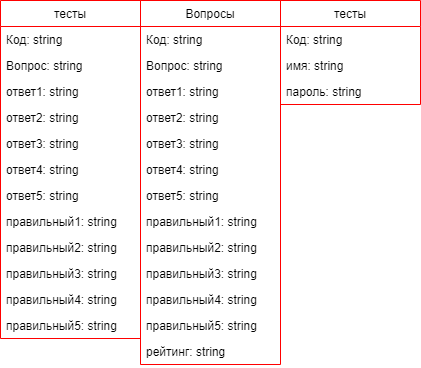 тесты
Код: string
Вопрос: string
ответ1: string
ответ2: string
ответ3: string
ответ4: string
ответ5: string
правильный1: string
правильный2: string
правильный3: string
правильный4: string
правильный5: string
Вопросы
Код: string
Вопрос: string
ответ1: string
ответ2: string
ответ3: string
ответ4: string
ответ5: string
правильный1: string
правильный2: string
правильный3: string
правильный4: string
правильный5: string
рейтинг: string
тесты
Код: string
имя: string
пароль: string